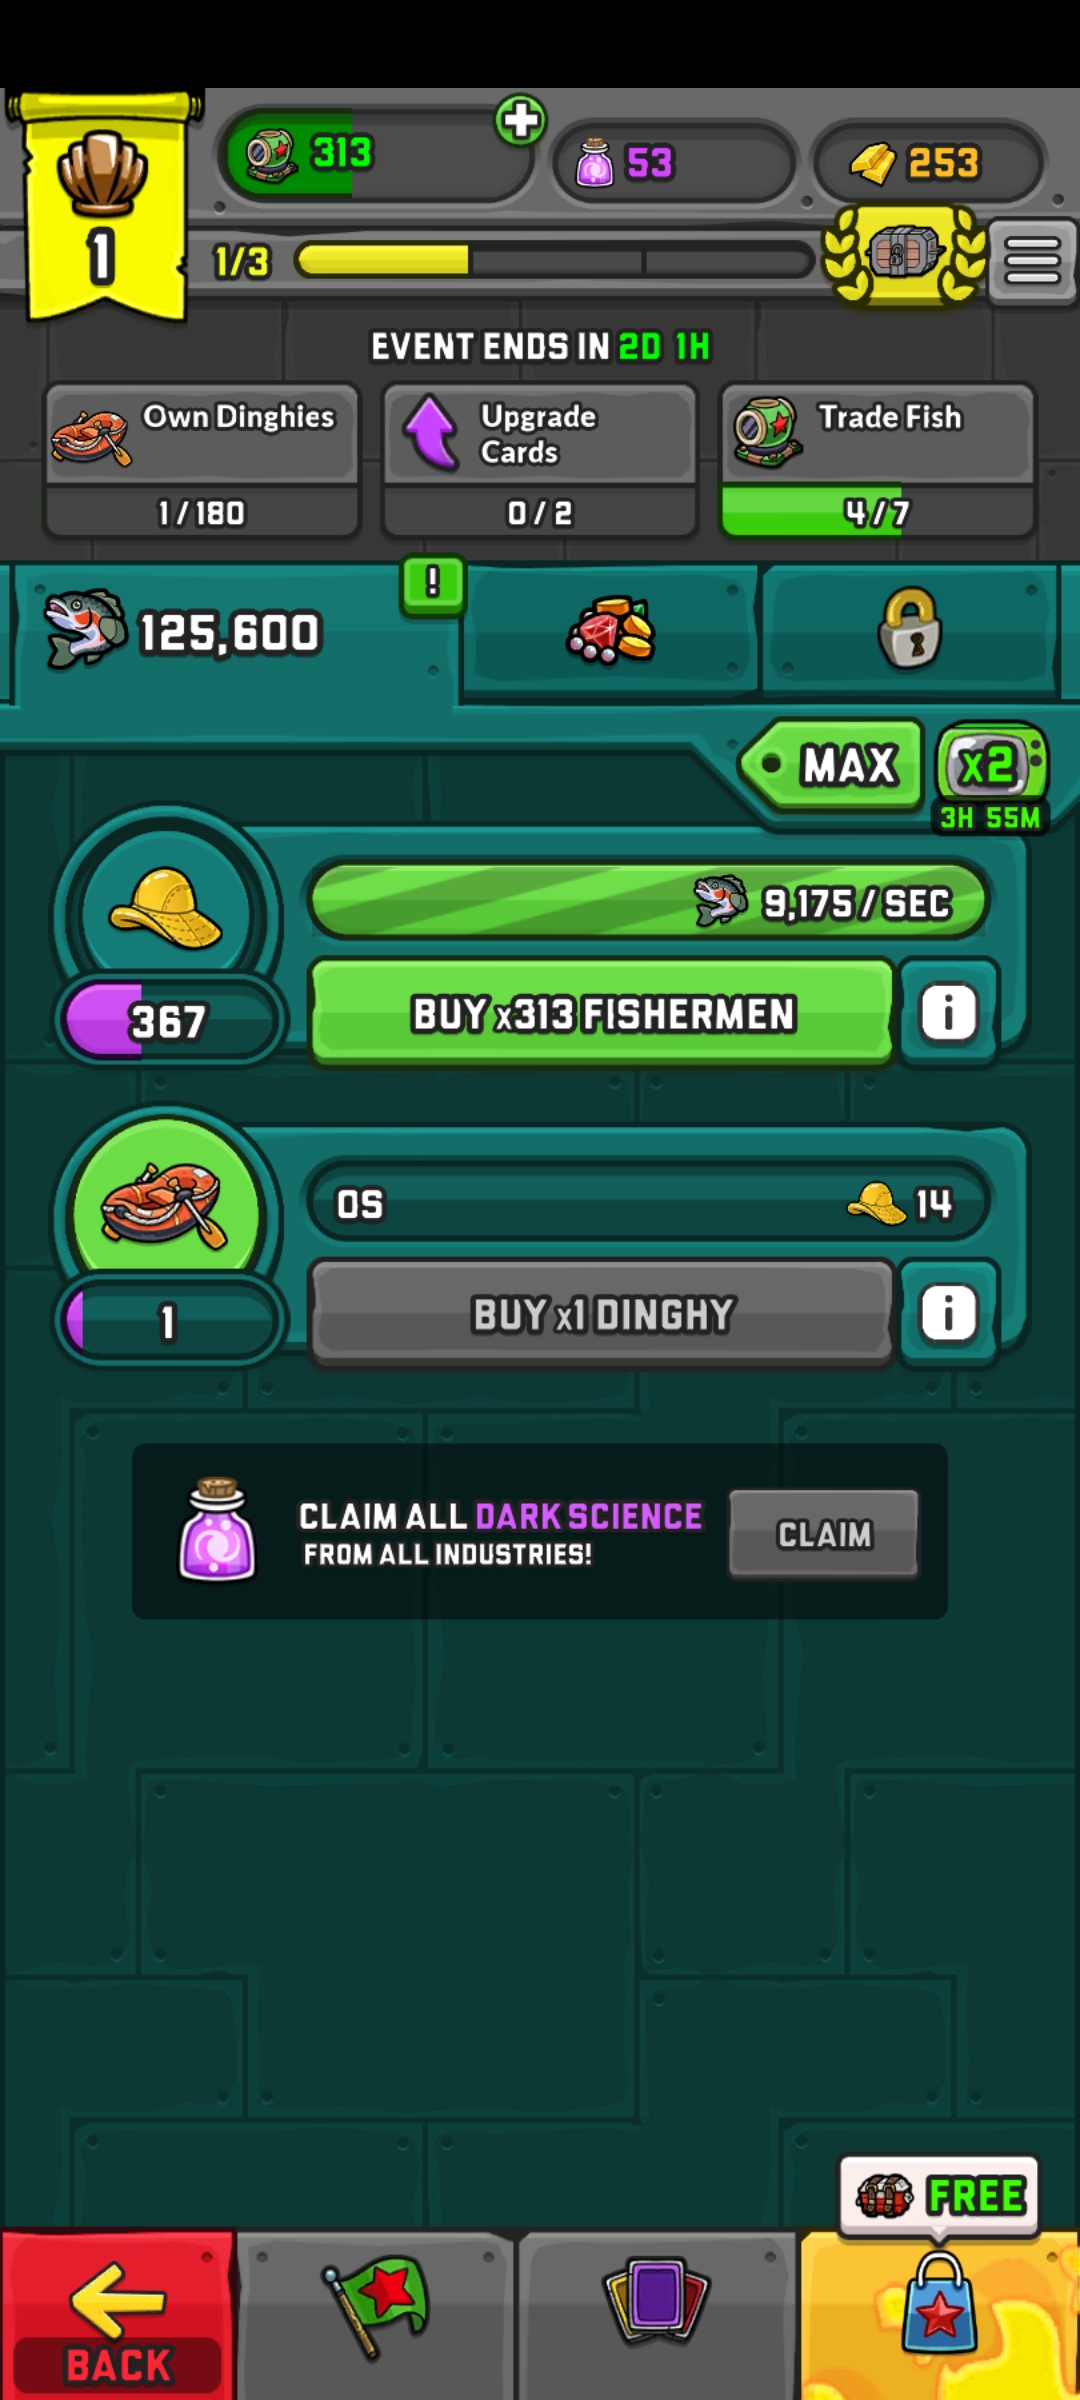 313
53
253
1
1/3
EVENT ENDS IN 2D 1H
Own Dinghies
1/180
Upgrade
Cards
0/2
Trade Fish
4/7
!
125,600
MAX
x2
3H 55M
9,175/SEC
367
BUY x313 FISHERMEN
i
0S
14
1
BUY x1 DINGHY
i
CLAIM ALL DARK SCIENCE
FROM ALL INDUSTRIES!
CLAIM
FREE
BACK